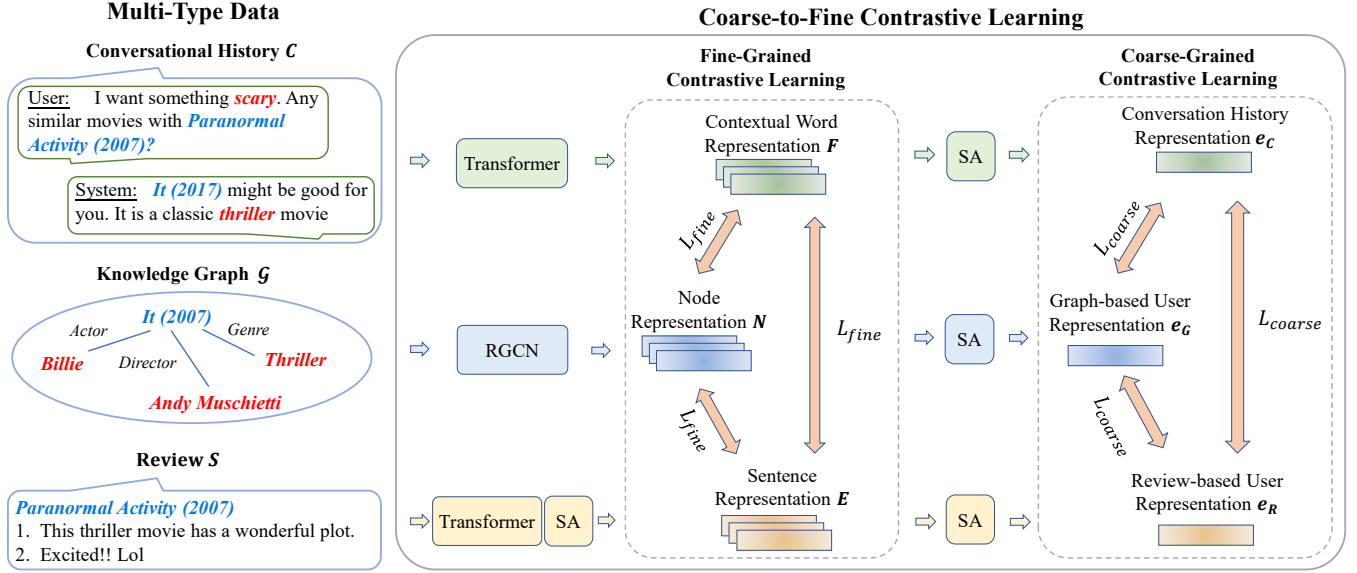 Multi-Type Data
Conversational History C
User: I want something scary. Any
similar movies with Paranormal
Activity (2007)?
System: It (2017) might be good for
you. It is a classic thriller movie
Knowledge Graph 𝒢
It (2007)
Actor
Genre
Billie
Director
Thriller
Andy Muschietti
Review S
Paranormal Activity (2007)
1. This thriller movie has a wonderful plot.
2. Excited!! Lol
Coarse-to-Fine Contrastive Learning
Fine-Grained
Contrastive Learning
Coarse-Grained
Contrastive Learning
Transformer
Contextual Word
Representation F
SA
Conversation History
Representation e_C
L_fine
L_coarse
RGCN
Node
Representation N
L_fine
SA
Graph-based User
Representation e_G
L_coarse
L_fine
L_coarse
Transformer
SA
Sentence
Representation E
SA
Review-based User
Representation e_R